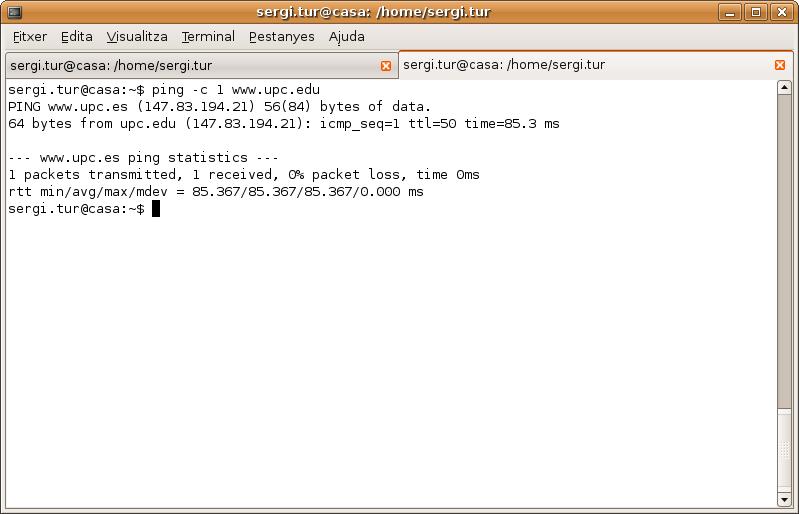 sergi.tur@casa: /home/sergi.tur
Fitxer Edita Visualitza Terminal Pestanyes Ajuda
sergi.tur@casa: /home/sergi.tur sergi.tur@casa: /home/sergi.tur
sergi.tur@casa:~$ ping -c 1 www.upc.edu
PING www.upc.es (147.83.194.21) 56(84) bytes of data.
64 bytes from upc.edu (147.83.194.21): icmp_seq=1 ttl=50 time=85.3 ms
--- www.upc.es ping statistics ---
1 packets transmitted, 1 received, 0% packet loss, time 0ms
rtt min/avg/max/mdev = 85.367/85.367/85.367/0.000 ms
sergi.tur@casa:~$